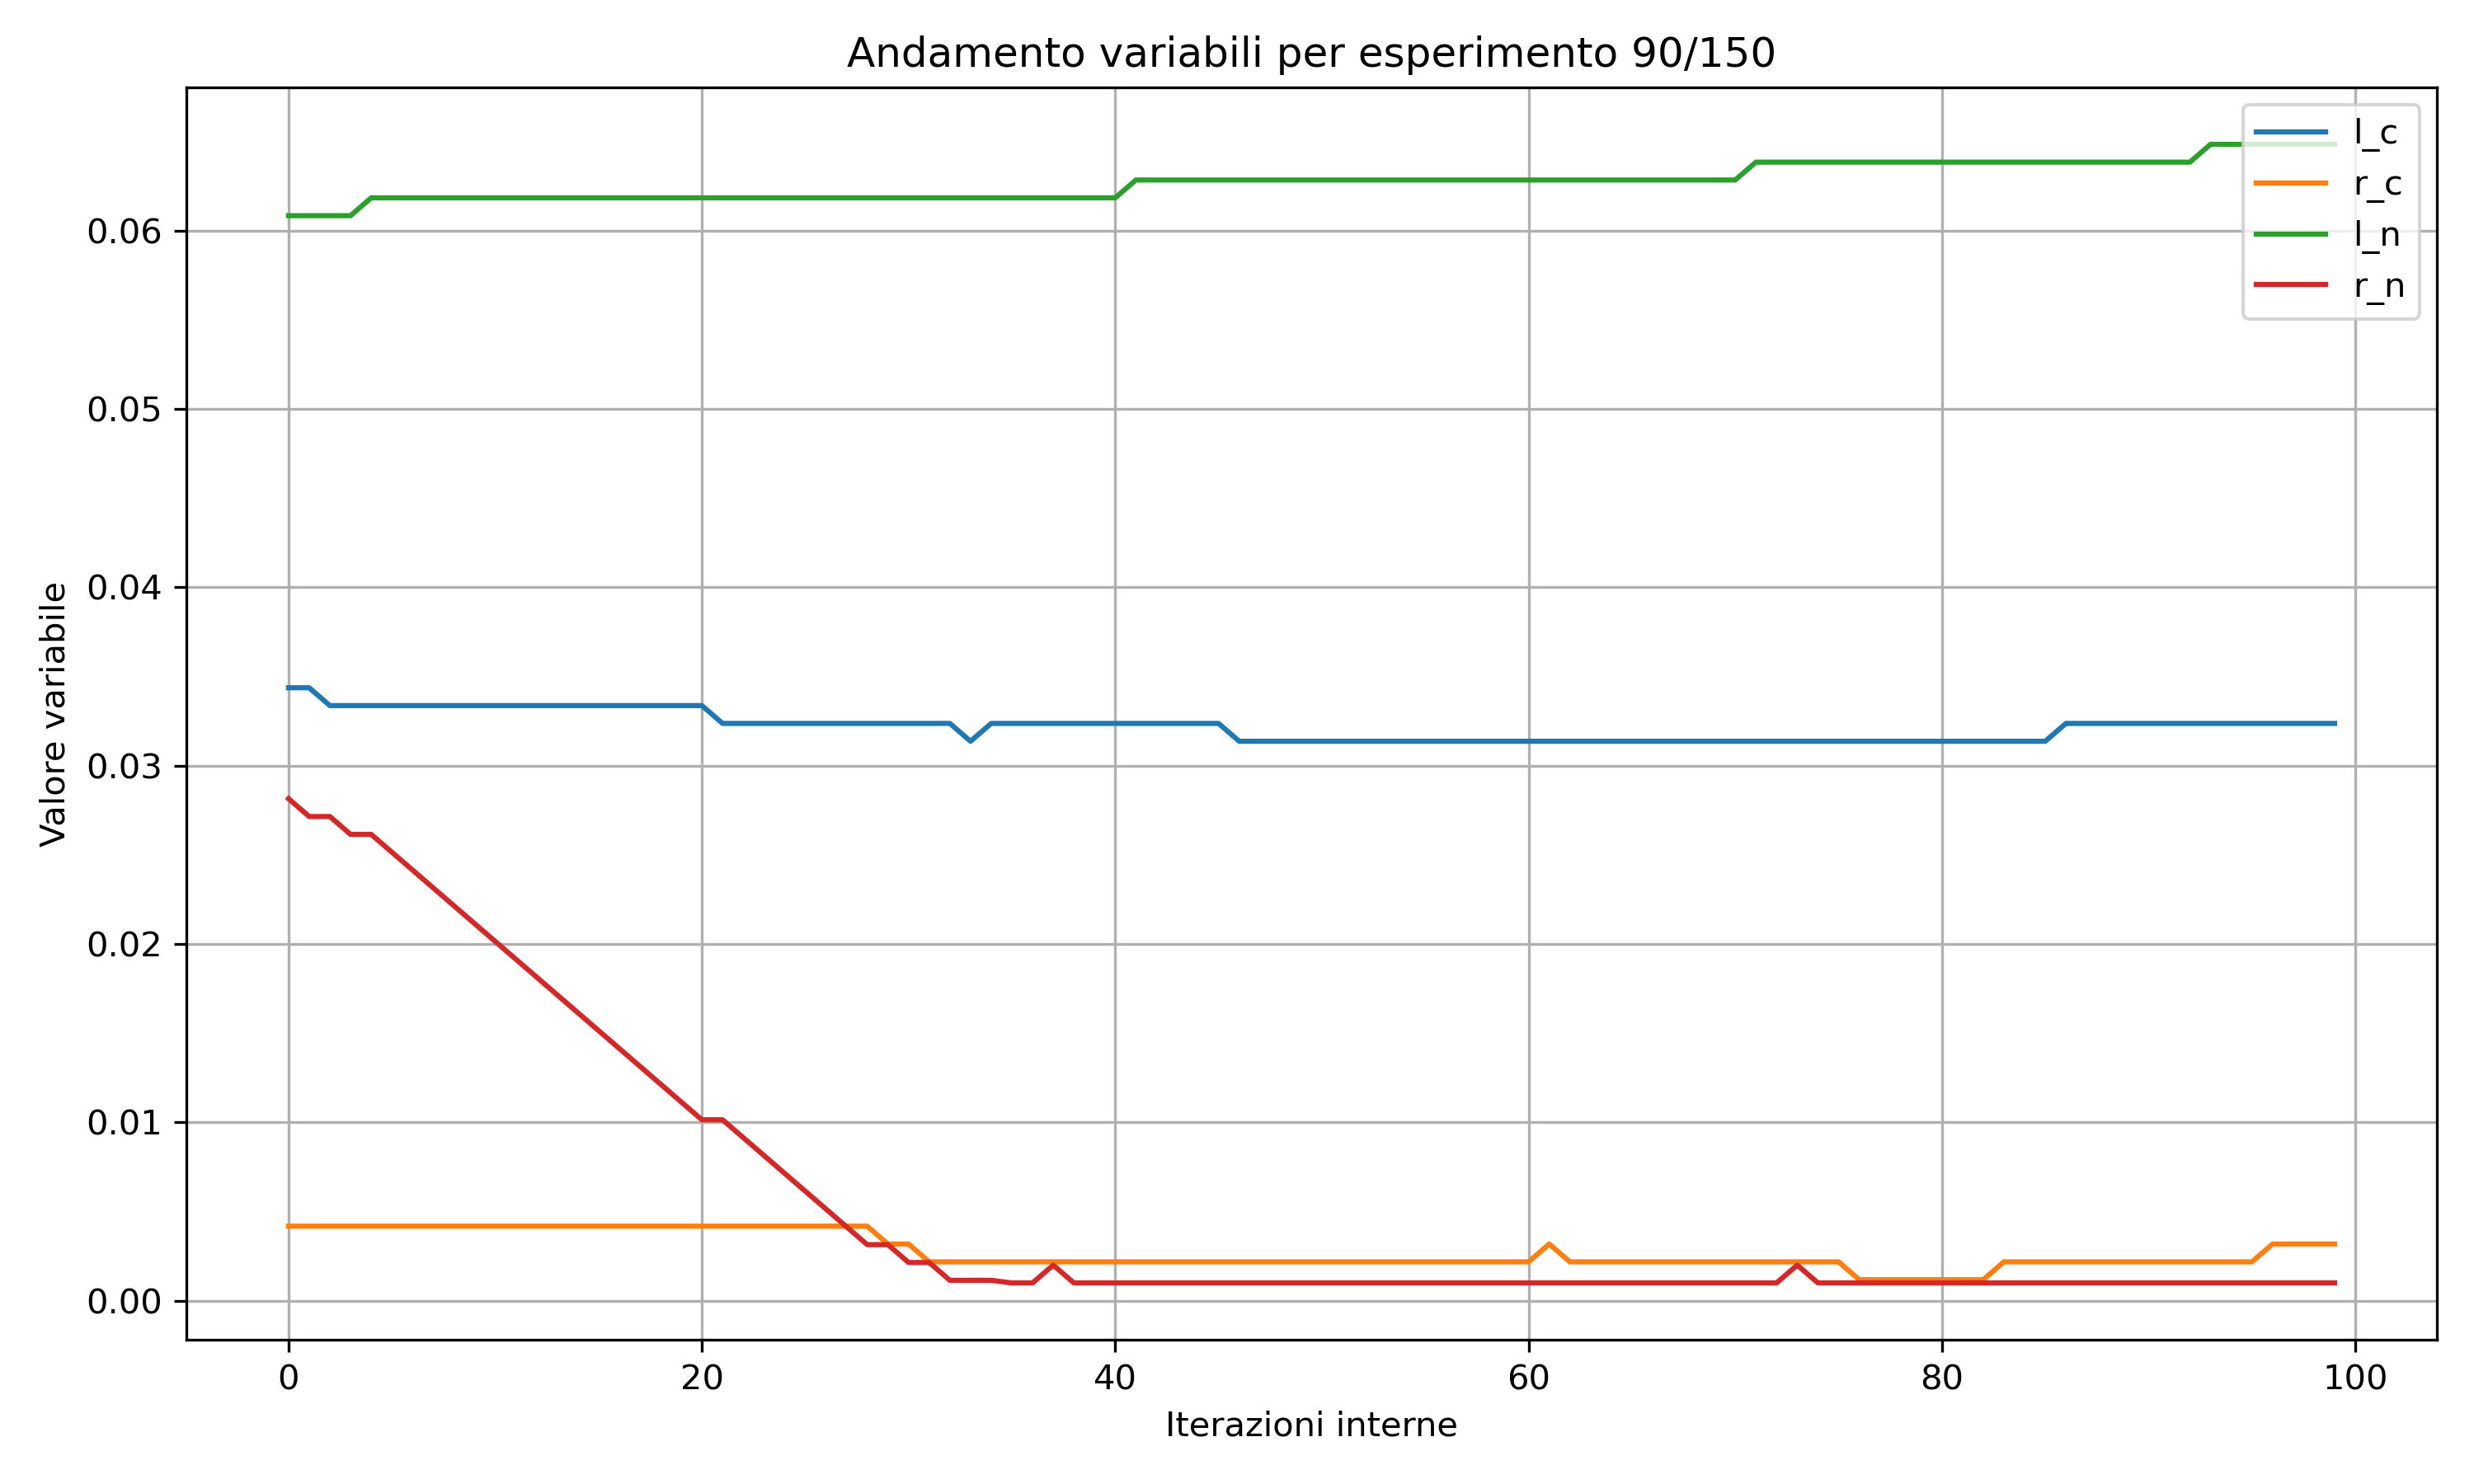 Andamento variabili per esperimento 90/150
l_c
r_c
l_n
r_n
Valore variabile
0.06
0.05
0.04
0.03
0.02
0.01
0.00
0
20
40
60
80
100
Iterazioni interne